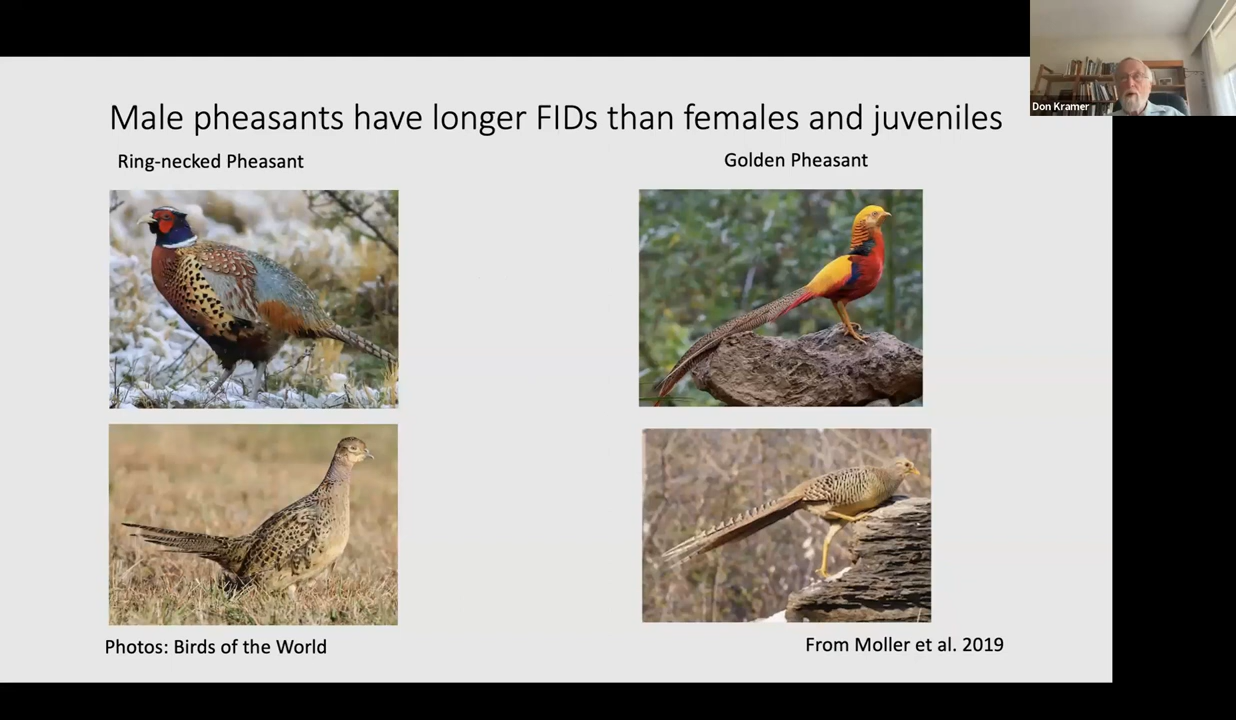 Don Kramer
Male pheasants have longer FIDs than females and juveniles
Ring-necked Pheasant
Golden Pheasant
Photos: Birds of the World
From Moller et al. 2019